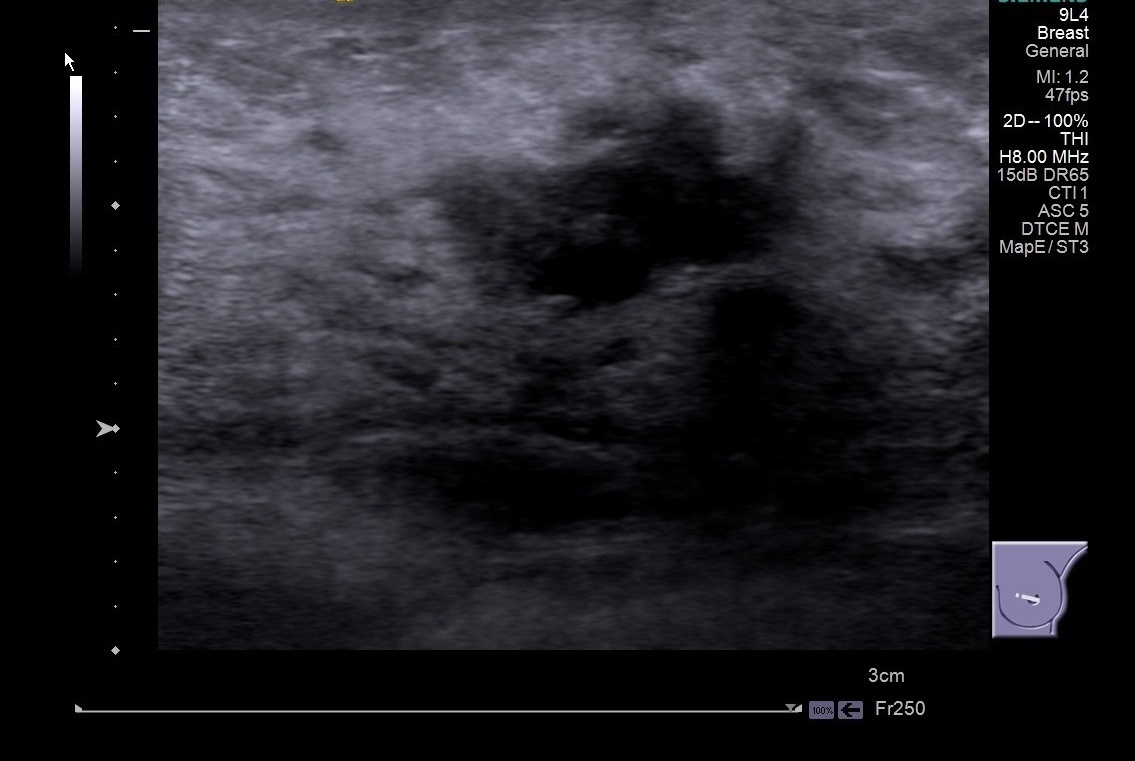 9L4
Breast
General
MI: 1.2
47fps
2D--100%
THI
H8.00 MHz
15dB DR65
CTI 1
ASC 5
DTCE M
MapE/ST3
3cm
100%
Fr250